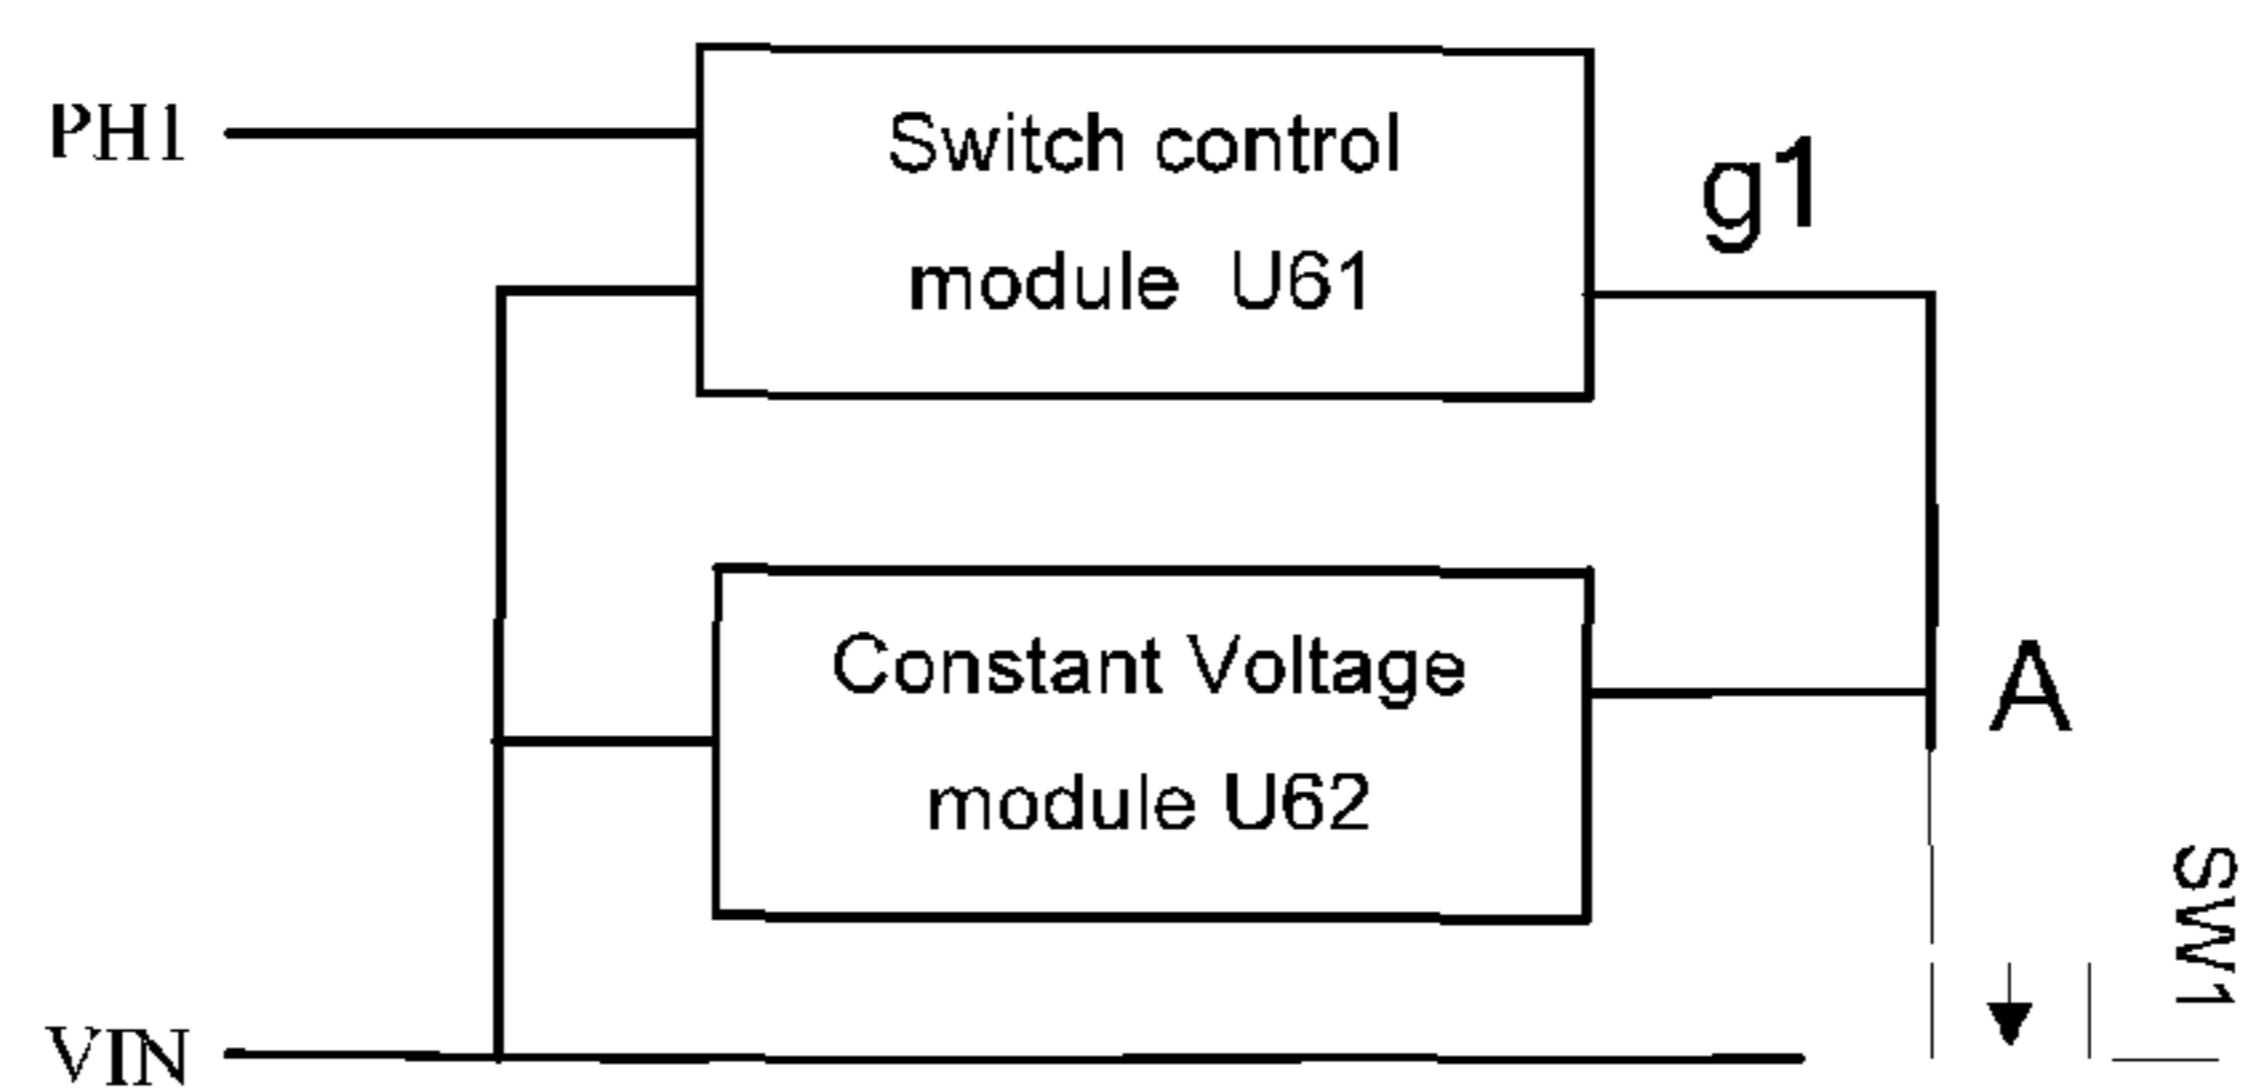 PH1
Switch control
module U61
g1
Constant Voltage
module U62
A
SW1
VIN